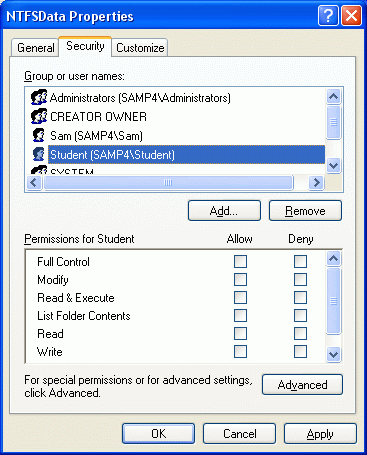 NTFSData Properties
General Security Customize
Group or user names:
Administrators (SAMP4\Administrators)
CREATOR OWNER
Sam (SAMP4\Sam)
Student (SAMP4\Student)
SYSTEM
Add... Remove
Permissions for Student Allow Deny
Full Control
Modify
Read & Execute
List Folder Contents
Read
Write
For special permissions or for advanced settings,
click Advanced.
Advanced
OK Cancel Apply